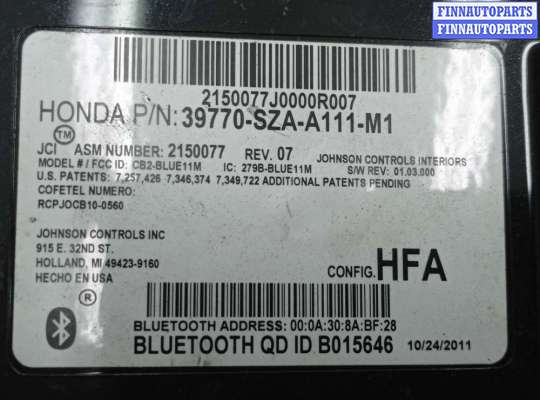 FINNAUTOPARTS
FINNAUTOPARTS
2150077J0000R007
HONDA P/N: 39770-SZA-A111-M1
TM
JCI ASM NUMBER: 2150077 REV. 07 JOHNSON CONTROLS INTERIORS
MODEL # / FCC ID: CB2-BLUE11M IC: 279B-BLUE11M S/W REV: 01.03.000
U.S. PATENTS: 7,257,426 7,346,374 7,349,722 ADDITIONAL PATENTS PENDING
COFETEL NUMERO:
RCPJOCB10-0560
JOHNSON CONTROLS INC
915 E. 32ND ST.
HOLLAND, MI 49423-9160
HECHO EN USA
CONFIG. HFA
®
BLUETOOTH ADDRESS: 00:0A:30:8A:BF:28
BLUETOOTH QD ID B015646 10/24/2011